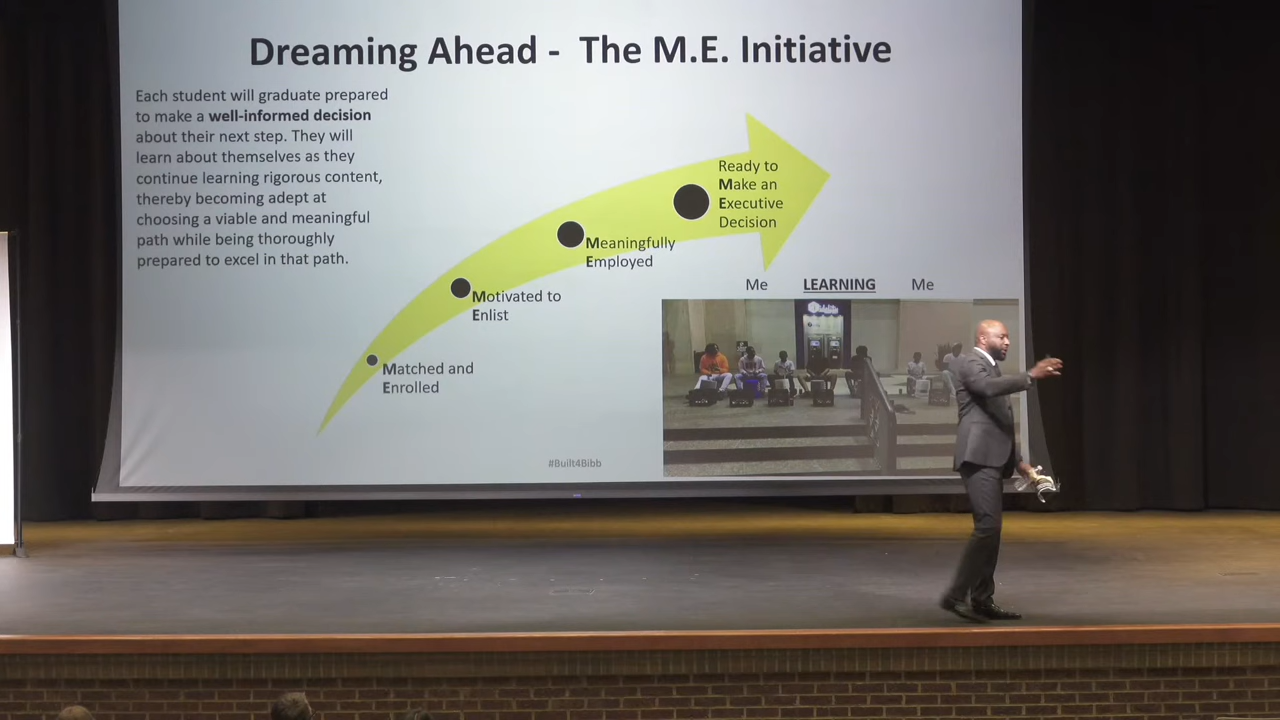 Dreaming Ahead - The M.E. Initiative
Each student will graduate prepared
to make a well-informed decision
about their next step. They will
learn about themselves as they
continue learning rigorous content,
thereby becoming adept at
choosing a viable and meaningful
path while being thoroughly
prepared to excel in that path.
Ready to
Make an
Executive
Decision
Meaningfully
Employed
Motivated to
Enlist
Matched and
Enrolled
Me LEARNING Me
#Built4Bibb